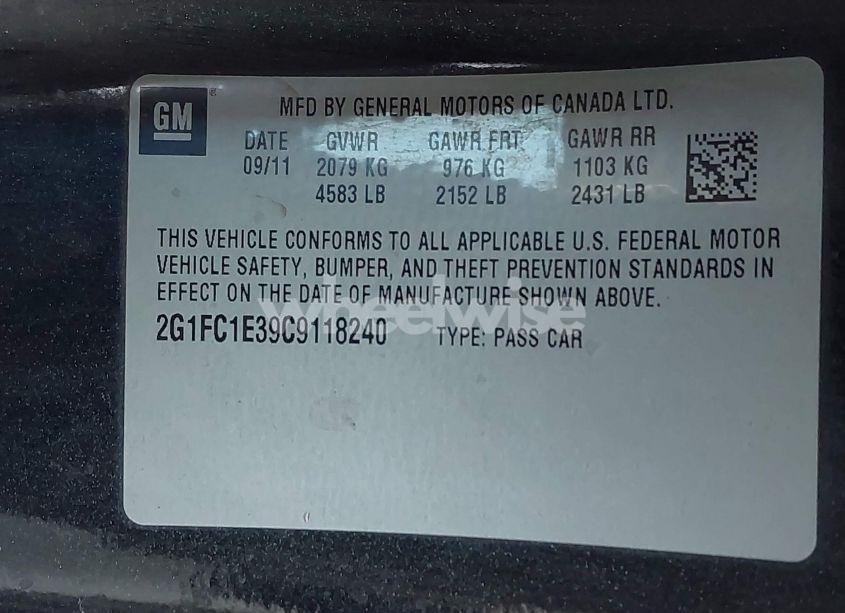 GM ®
MFD BY GENERAL MOTORS OF CANADA LTD.
DATE GVWR GAWR FRT GAWR RR
09/11 2079 KG 976 KG 1103 KG
4583 LB 2152 LB 2431 LB
THIS VEHICLE CONFORMS TO ALL APPLICABLE U.S. FEDERAL MOTOR
VEHICLE SAFETY, BUMPER, AND THEFT PREVENTION STANDARDS IN
EFFECT ON THE DATE OF MANUFACTURE SHOWN ABOVE.
wheelwise
2G1FC1E39C9118240 TYPE: PASS CAR